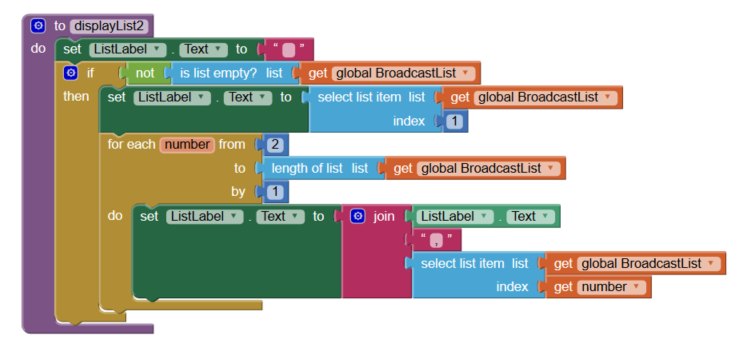 to displayList2
do set ListLabel . Text to " "
if not is list empty? list get global BroadcastList
then set ListLabel . Text to select list item list get global BroadcastList
index 1
for each number from 2
to length of list list get global BroadcastList
by 1
do set ListLabel . Text to join ListLabel . Text
" , "
select list item list get global BroadcastList
index get number